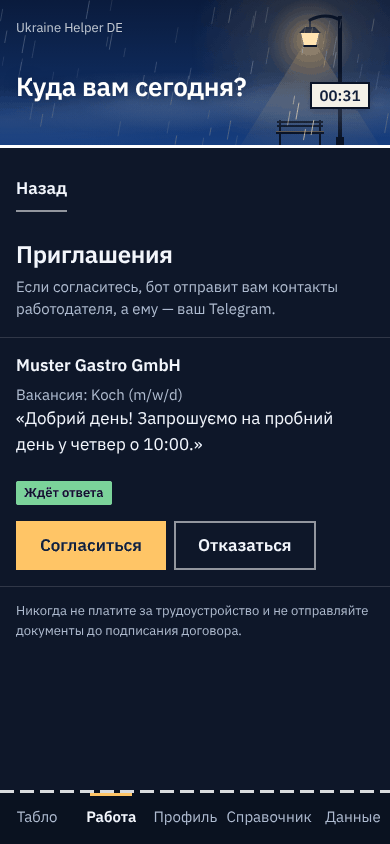 Ukraine Helper DE
Куда вам сегодня?
00:31
Назад
Приглашения
Если согласитесь, бот отправит вам контакты
работодателя, а ему — ваш Telegram.
Muster Gastro GmbH
Вакансия: Koch (m/w/d)
«Добрий день! Запрошуємо на пробний
день у четвер о 10:00.»
Ждёт ответа
Согласиться Отказаться
Никогда не платите за трудоустройство и не отправляйте
документы до подписания договора.
Табло Работа Профиль Справочник Данные